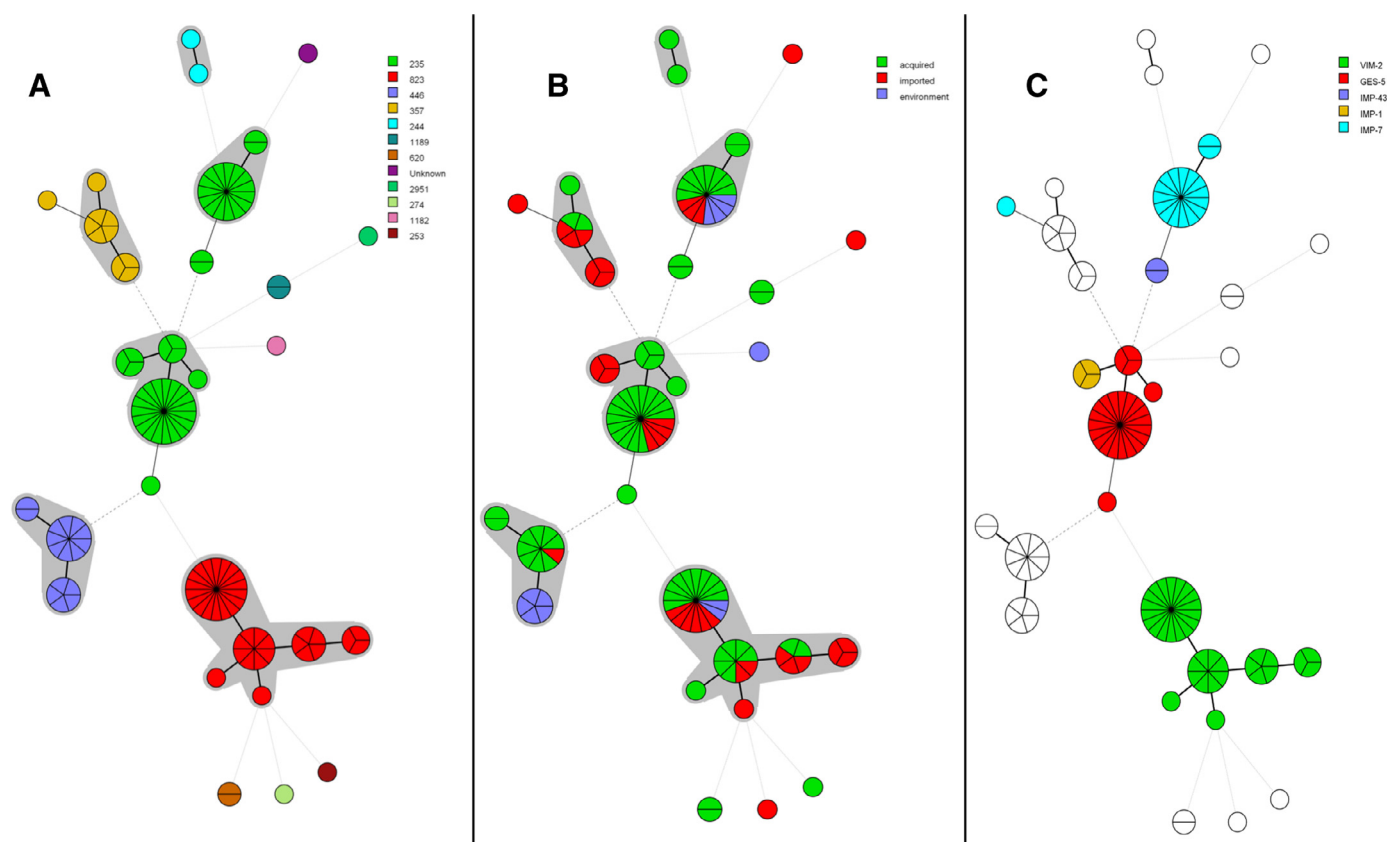 A
235
823
446
357
244
1189
620
Unknown
2951
274
1182
253
B
acquired
imported
environment
C
VIM-2
GES-5
IMP-43
IMP-1
IMP-7